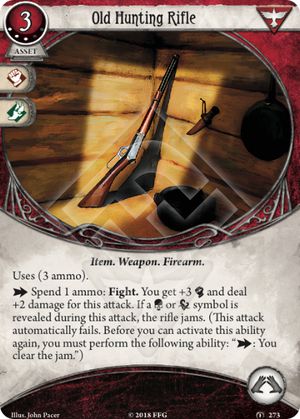 Old Hunting Rifle
3
ASSET
Item. Weapon. Firearm.
Uses (3 ammo).
Spend 1 ammo: Fight. You get +3 and deal
+2 damage for this attack. If a or symbol is
revealed during this attack, the rifle jams. (This attack
automatically fails. Before you can activate this ability
again, you must perform the following ability: “ : You
clear the jam.”)
Illus. John Pacer
© 2018 FFG
273